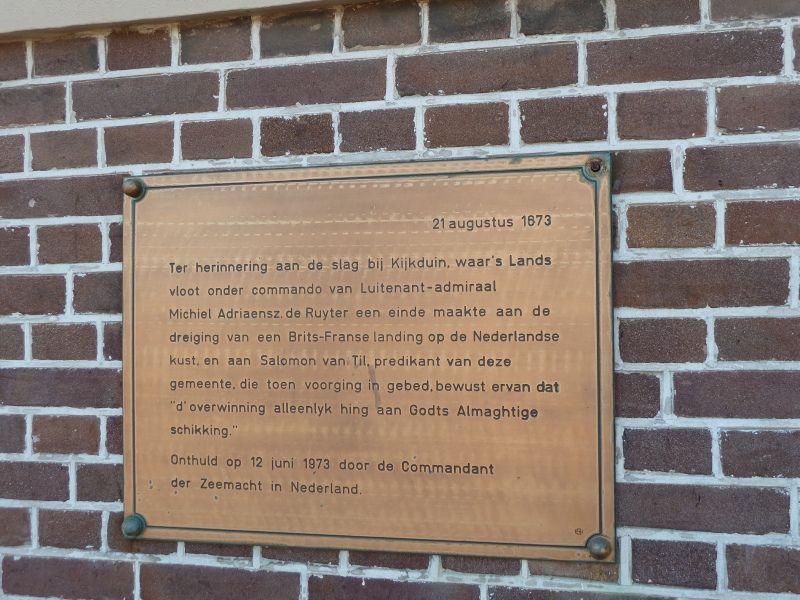 21 augustus 1673
Ter herinnering aan de slag bij Kijkduin, waar's Lands
vloot onder commando van Luitenant-admiraal
Michiel Adriaensz. de Ruyter een einde maakte aan de
dreiging van een Brits-Franse landing op de Nederlandse
kust, en aan Salomon van Til, predikant van deze
gemeente, die toen voorging in gebed, bewust ervan dat
"d'overwinning alleenlyk hing aan Godts Almaghtige
schikking."
Onthuld op 12 juni 1973 door de Commandant
der Zeemacht in Nederland.